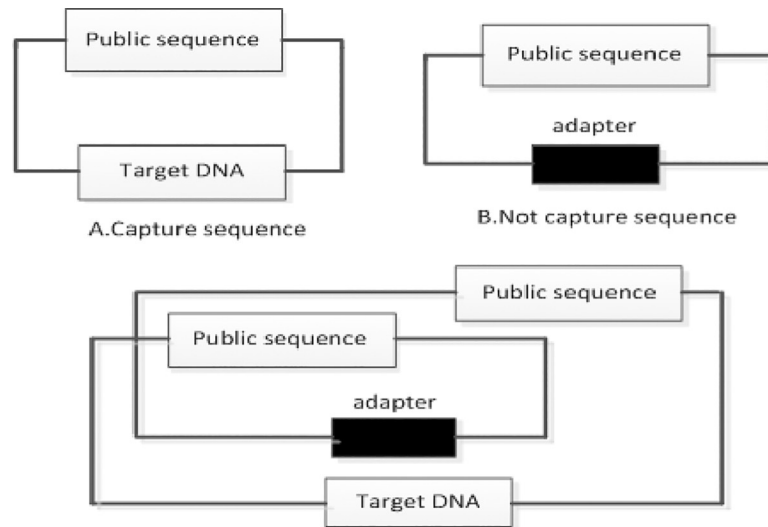 Public sequence
Public sequence
adapter
Target DNA
A.Capture sequence
B.Not capture sequence
Public sequence
Public sequence
adapter
Target DNA